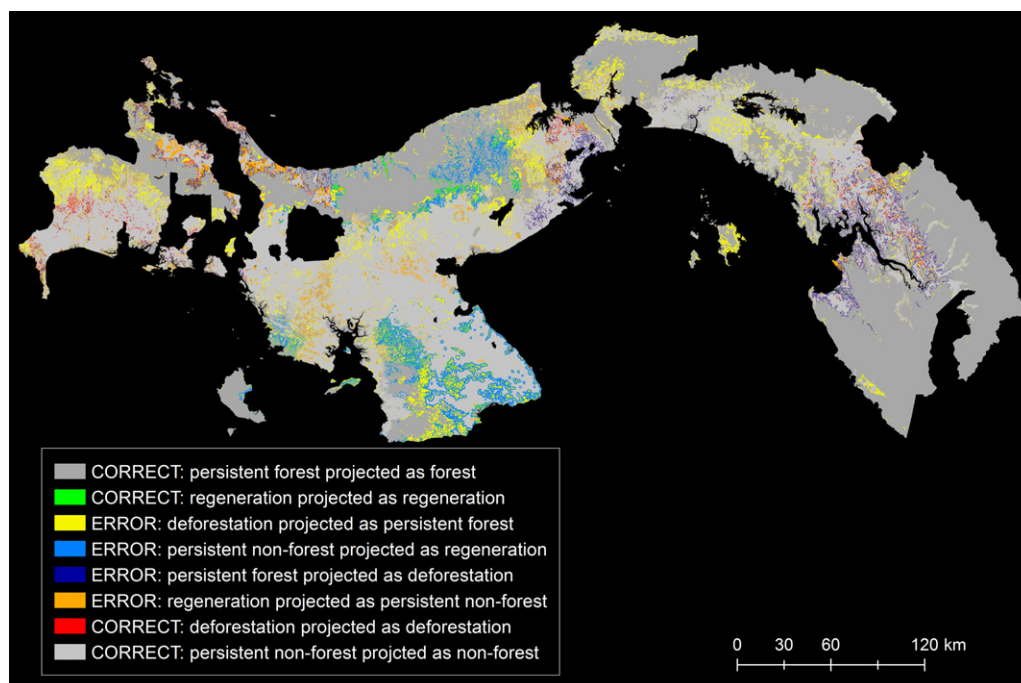 CORRECT: persistent forest projected as forest
CORRECT: regeneration projected as regeneration
ERROR: deforestation projected as persistent forest
ERROR: persistent non-forest projected as regeneration
ERROR: persistent forest projected as deforestation
ERROR: regeneration projected as persistent non-forest
CORRECT: deforestation projected as deforestation
CORRECT: persistent non-forest projcted as non-forest
0 30 60 120 km